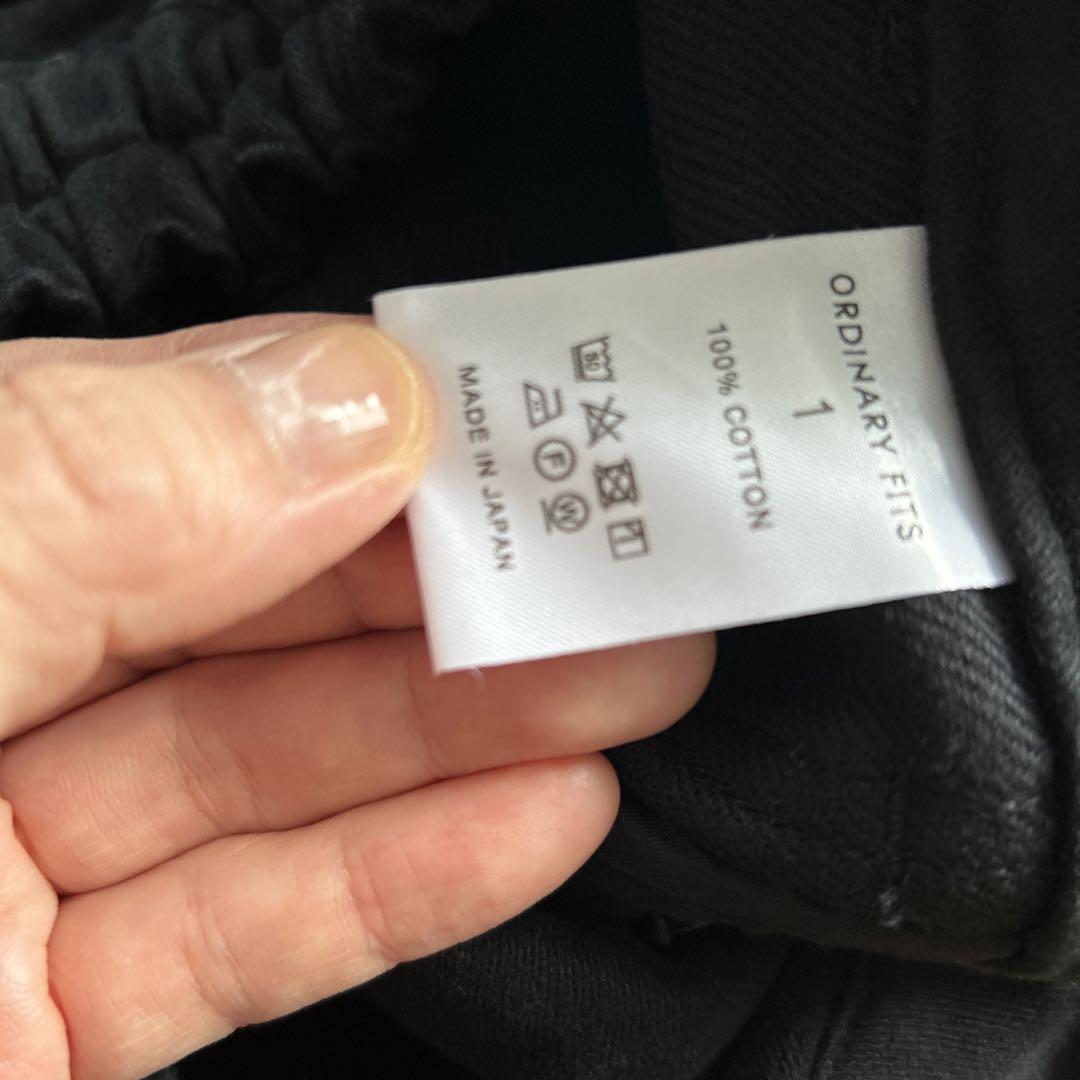 ORDINARY FITS
1
100% COTTON
F W
MADE IN JAPAN